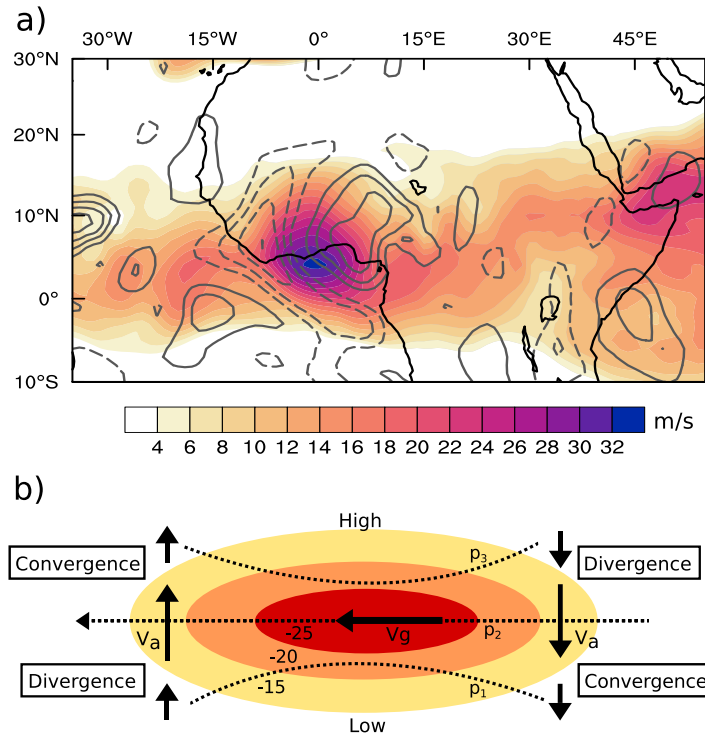 a)
30°W 15°W 0° 15°E 30°E 45°E
30°N
20°N
10°N
0°
10°S
4 6 8 10 12 14 16 18 20 22 24 26 28 30 32 m/s
b)
High
Convergence p3 Divergence
Va -25 Vg p2 Va
-20
Divergence -15 p1 Convergence
Low